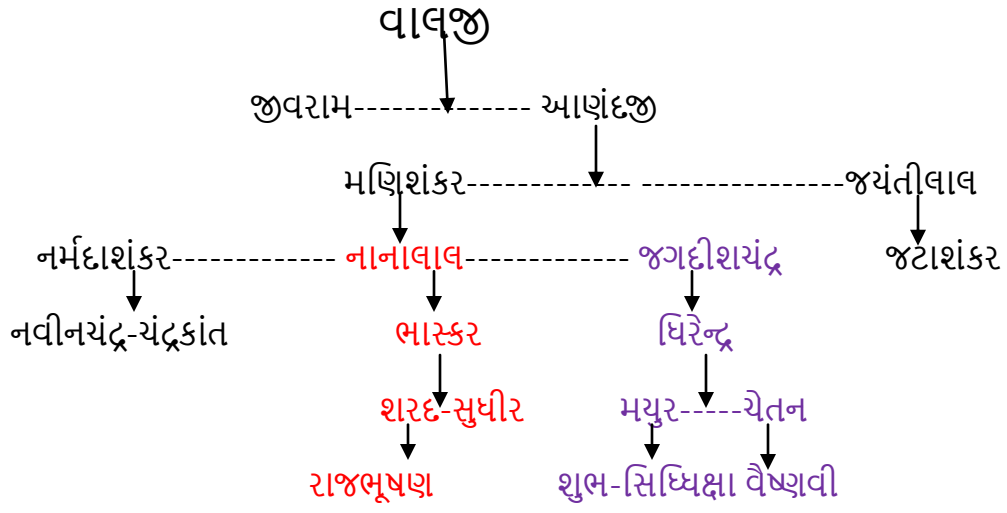 વાલજી
જીવરામ-------------- આણંદજી
મણિશંકર------------- ----------------જયંતીલાલ
નર્મદાશંકર------------- નાનાલાલ------------- જગદીશચંદ્ર જટાશંકર
નવીનચંદ્ર-ચંદ્રકાંત ભાસ્કર ધિરેન્દ્ર
શરદ-સુધીર મયુર-----ચેતન
રાજભૂષણ શુભ-સિધ્ધિક્ષા વૈષ્ણવી